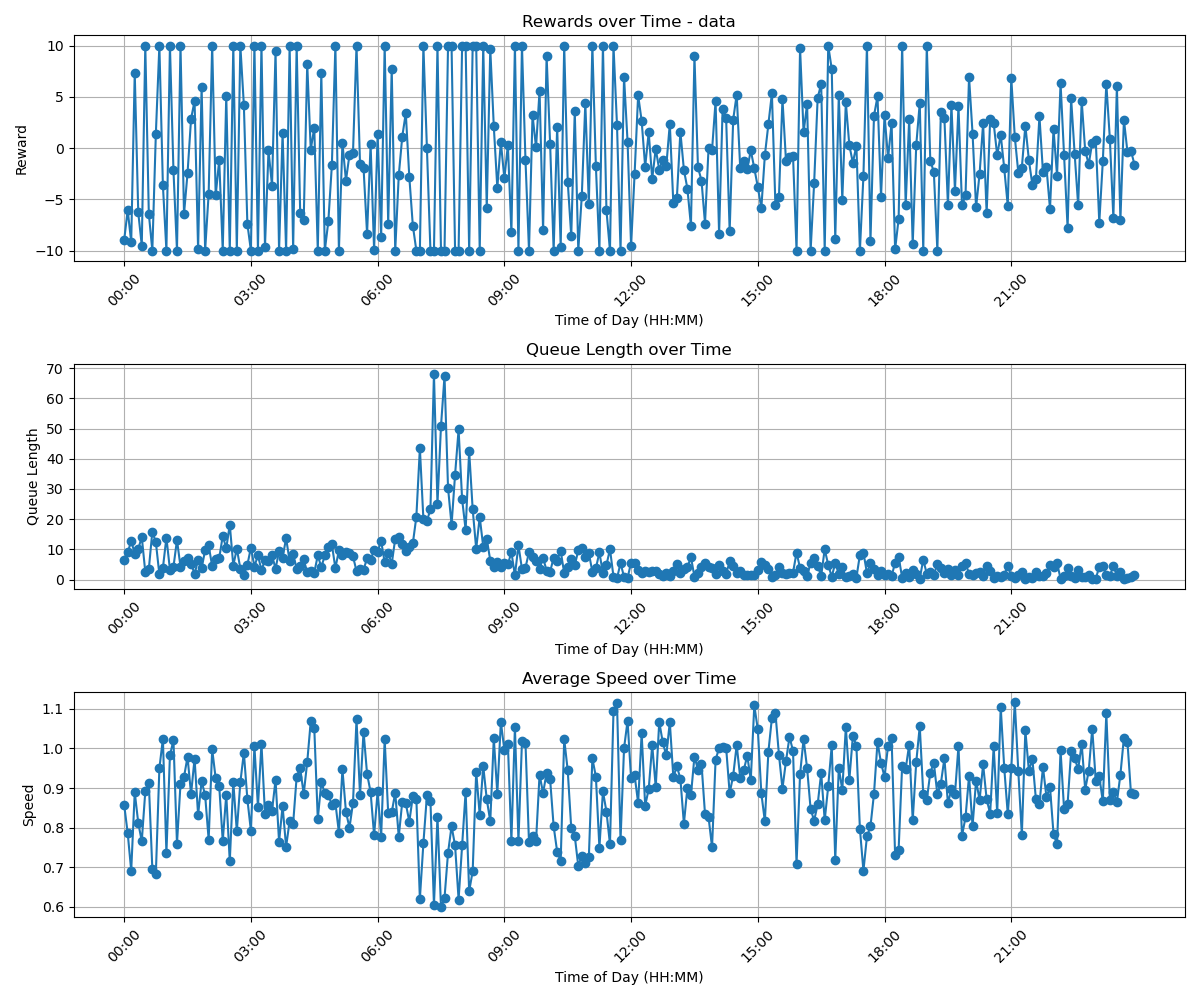 Rewards over Time - data
Reward
10
5
0
−5
−10
00:00 03:00 06:00 09:00 12:00 15:00 18:00 21:00
Time of Day (HH:MM)
Queue Length over Time
Queue Length
70
60
50
40
30
20
10
0
00:00 03:00 06:00 09:00 12:00 15:00 18:00 21:00
Time of Day (HH:MM)
Average Speed over Time
Speed
1.1
1.0
0.9
0.8
0.7
0.6
00:00 03:00 06:00 09:00 12:00 15:00 18:00 21:00
Time of Day (HH:MM)